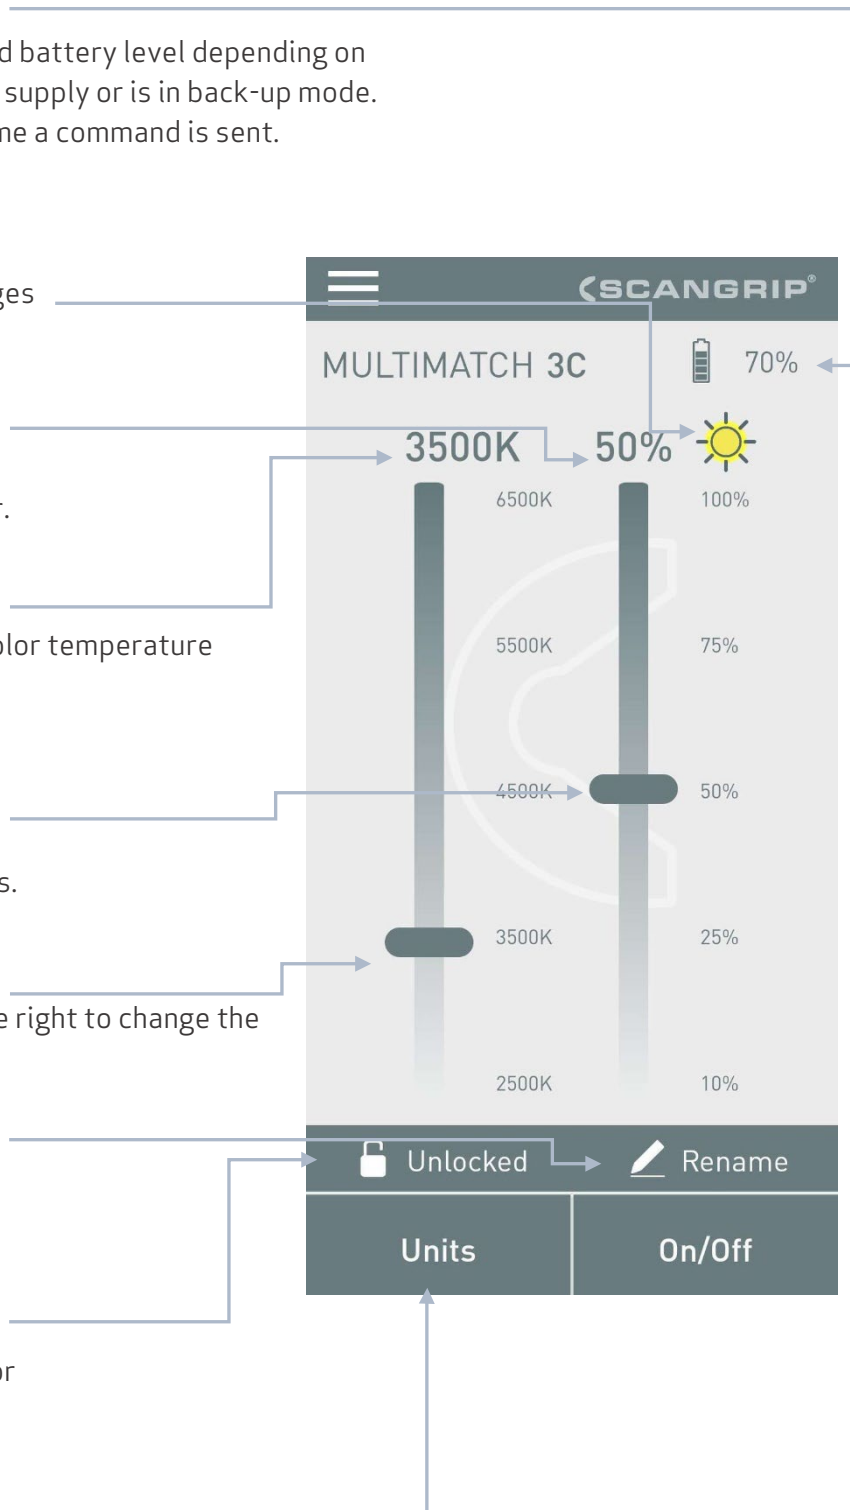 d battery level depending on
supply or is in back-up mode.
me a command is sent.
ges
SCANGRIP®
MULTIMATCH 3C
70%
3500K
50%
6500K
100%
r.
5500K
75%
olor temperature
4500K
50%
s.
3500K
25%
e right to change the
2500K
10%
Unlocked
Rename
Units
On/Off
or